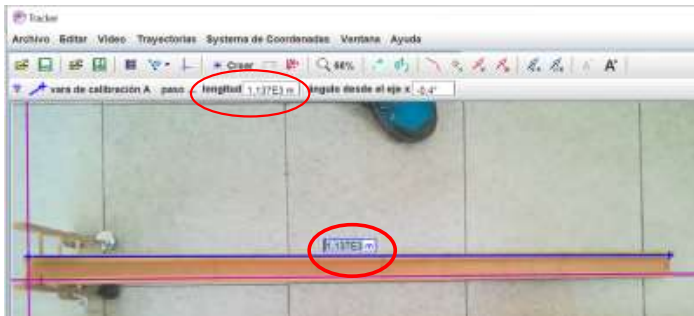 Tracker
Archivo Editar Video Trayectorias Systema de Coordenadas Ventana Ayuda
Crear 66%
vara de calibración A paso longitud 1,137E3 m ángulo desde el eje x -0,4°
1,137E3 m